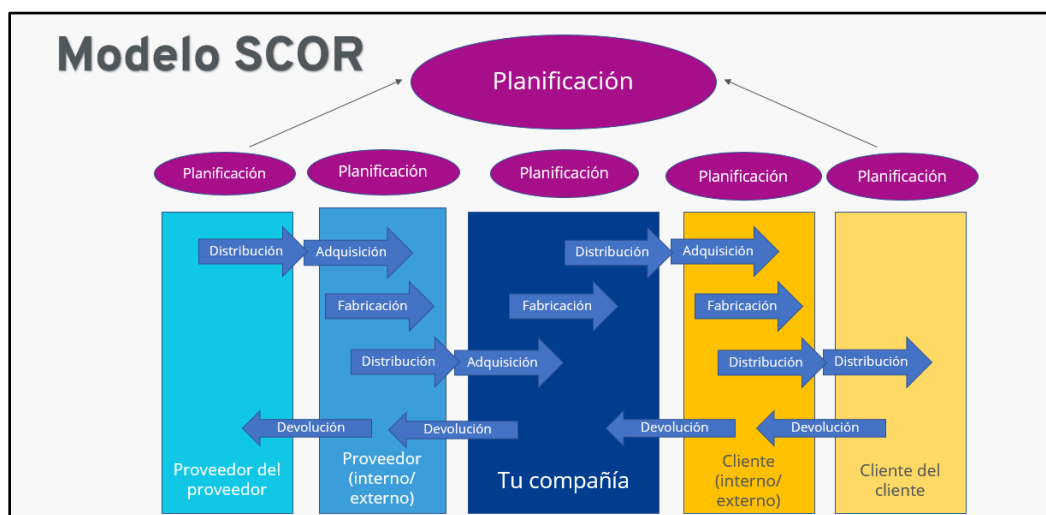 Modelo SCOR
Planificación
Planificación
Planificación
Planificación
Planificación
Planificación
Distribución
Adquisición
Distribución
Adquisición
Fabricación
Fabricación
Fabricación
Distribución
Adquisición
Distribución
Distribución
Devolución
Devolución
Devolución
Devolución
Proveedor del
proveedor
Proveedor
(interno/
externo)
Tu compañía
Cliente
(interno/
externo)
Cliente del
cliente